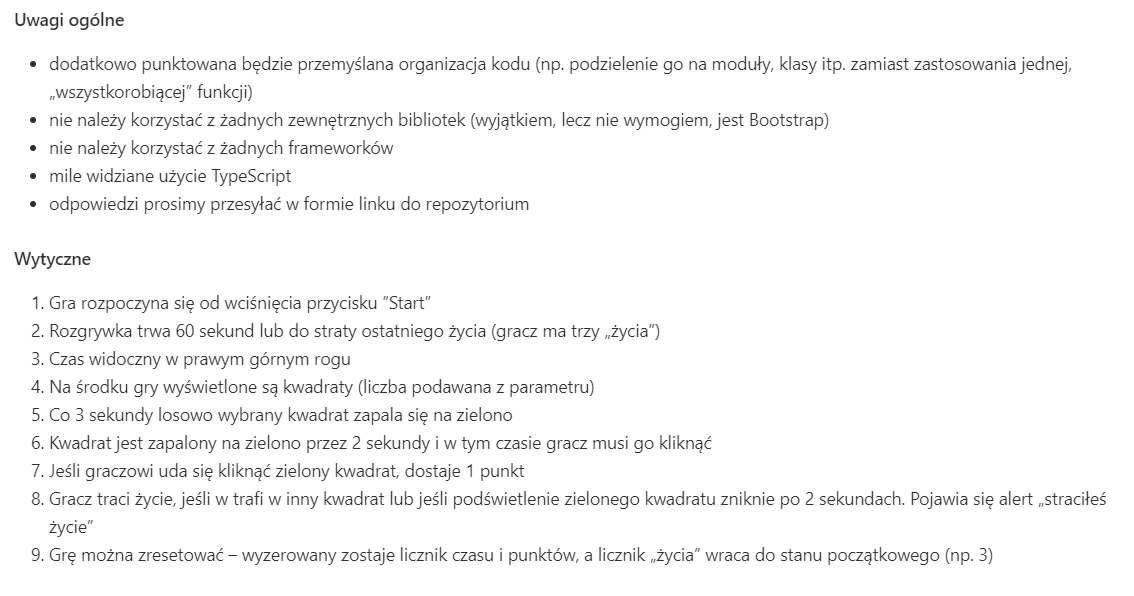 Uwagi ogólne
dodatkowo punktowana będzie przemyślana organizacja kodu (np. podzielenie go na moduły, klasy itp. zamiast zastosowania jednej,
„wszystkorobiącej” funkcji)
nie należy korzystać z żadnych zewnętrznych bibliotek (wyjątkiem, lecz nie wymogiem, jest Bootstrap)
nie należy korzystać z żadnych frameworków
mile widziane użycie TypeScript
odpowiedzi prosimy przesyłać w formie linku do repozytorium
Wytyczne
1. Gra rozpoczyna się od wciśnięcia przycisku ”Start”
2. Rozgrywka trwa 60 sekund lub do straty ostatniego życia (gracz ma trzy „życia”)
3. Czas widoczny w prawym górnym rogu
4. Na środku gry wyświetlone są kwadraty (liczba podawana z parametru)
5. Co 3 sekundy losowo wybrany kwadrat zapala się na zielono
6. Kwadrat jest zapalony na zielono przez 2 sekundy i w tym czasie gracz musi go kliknąć
7. Jeśli graczowi uda się kliknąć zielony kwadrat, dostaje 1 punkt
8. Gracz traci życie, jeśli w trafi w inny kwadrat lub jeśli podświetlenie zielonego kwadratu zniknie po 2 sekundach. Pojawia się alert „straciłeś
życie”
9. Grę można zresetować – wyzerowany zostaje licznik czasu i punktów, a licznik „życia” wraca do stanu początkowego (np. 3)